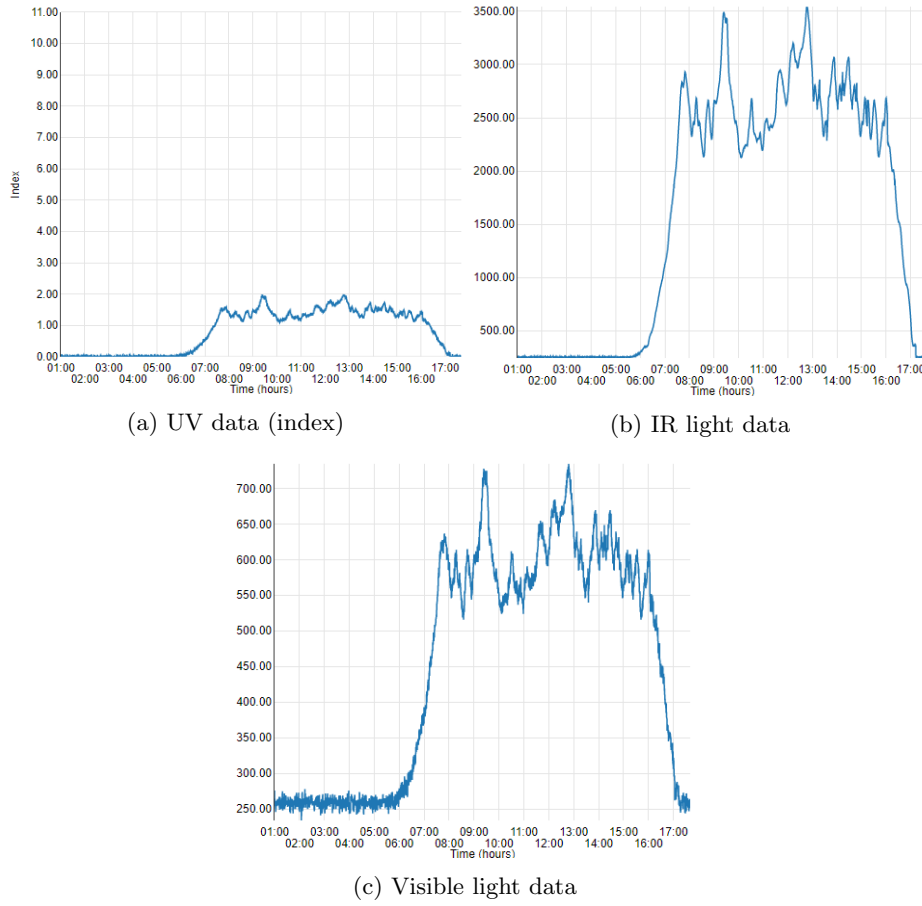 11.00
10.00
9.00
8.00
7.00
6.00
5.00
4.00
3.00
2.00
1.00
0.00
Index
01:00 03:00 05:00 07:00 09:00 11:00 13:00 15:00 17:00
02:00 04:00 06:00 08:00 10:00 12:00 14:00 16:00
Time (hours)
(a) UV data (index)
3500.00
3000.00
2500.00
2000.00
1500.00
1000.00
500.00
01:00 03:00 05:00 07:00 09:00 11:00 13:00 15:00 17:00
02:00 04:00 06:00 08:00 10:00 12:00 14:00 16:00
Time (hours)
(b) IR light data
700.00
650.00
600.00
550.00
500.00
450.00
400.00
350.00
300.00
250.00
01:00 03:00 05:00 07:00 09:00 11:00 13:00 15:00 17:00
02:00 04:00 06:00 08:00 10:00 12:00 14:00 16:00
Time (hours)
(c) Visible light data